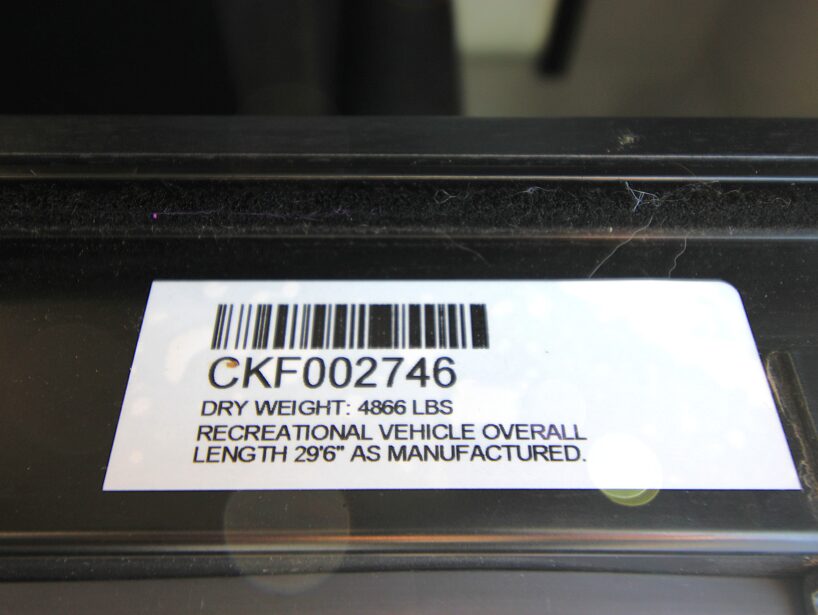 CKF002746
DRY WEIGHT: 4866 LBS
RECREATIONAL VEHICLE OVERALL
LENGTH 29'6" AS MANUFACTURED.